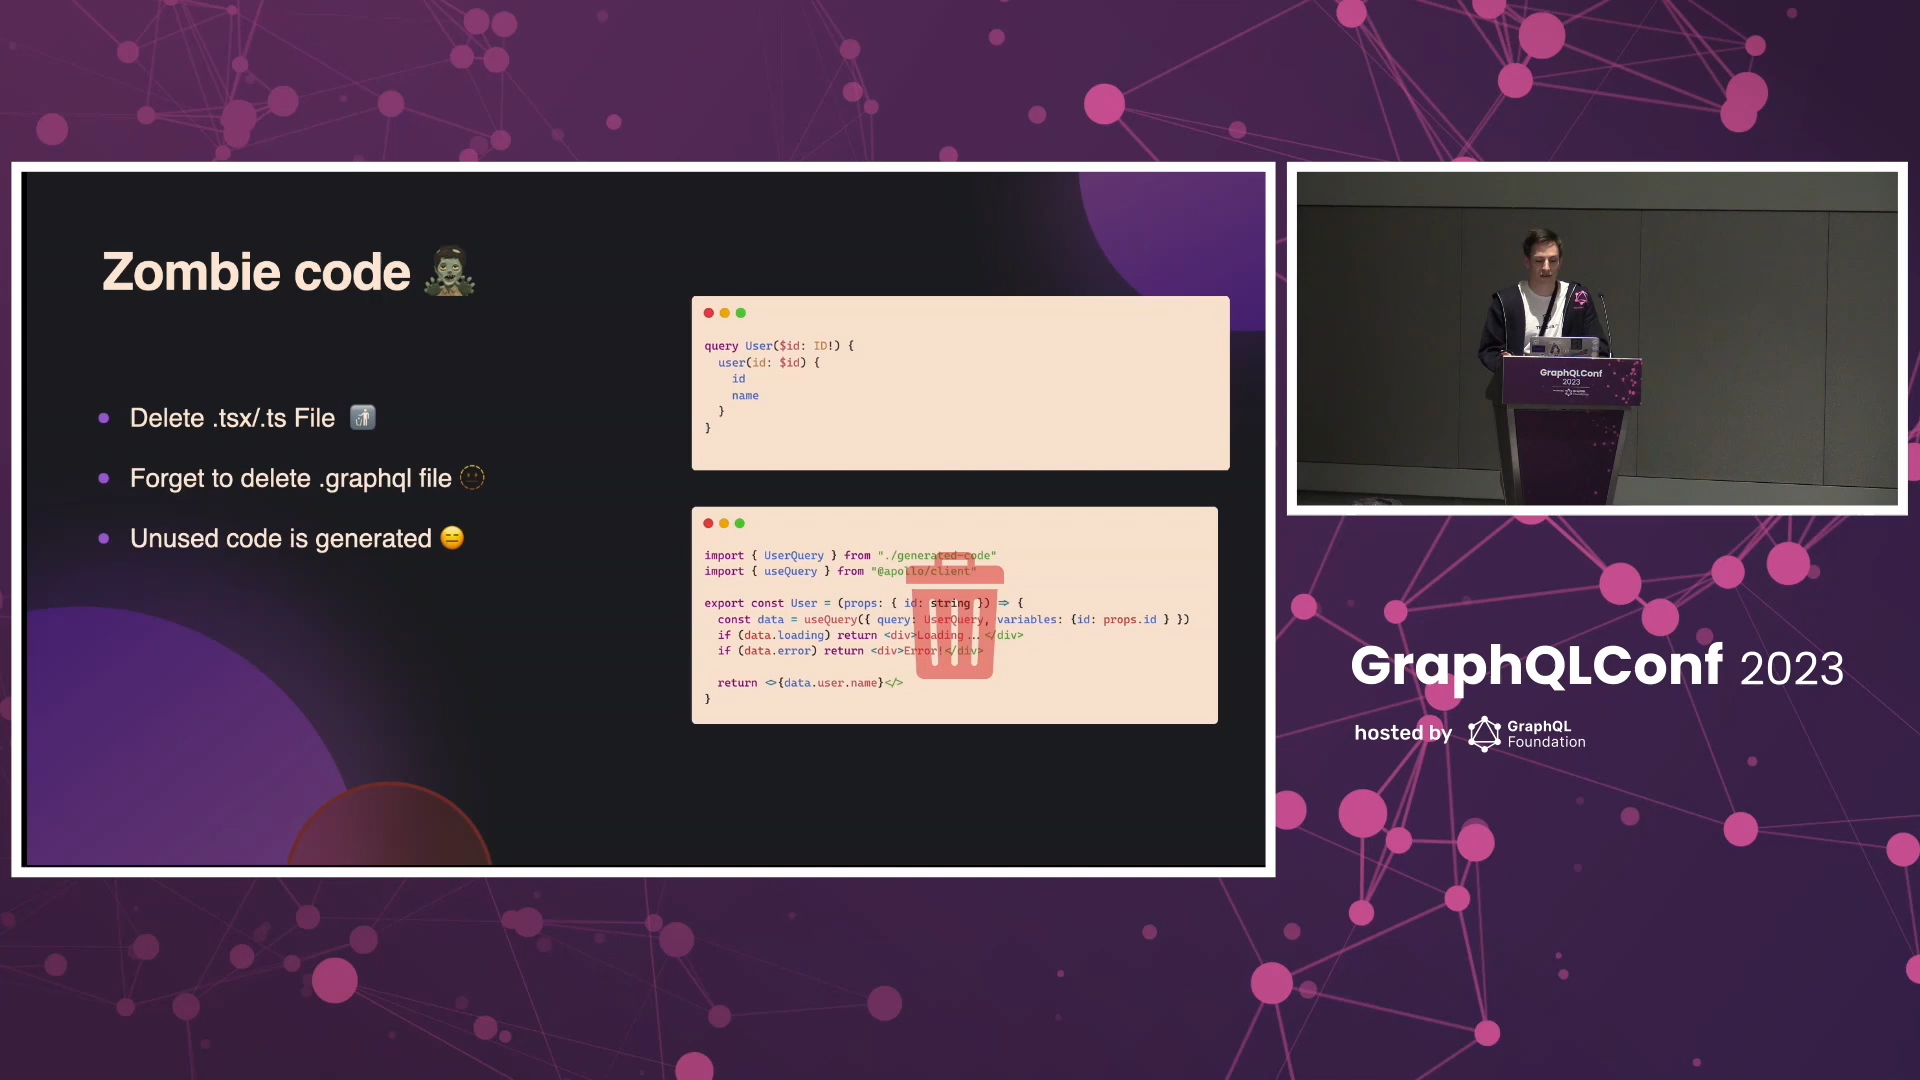 Zombie code
Delete .tsx/.ts File
Forget to delete .graphql file
Unused code is generated
query User($id: ID!) {
user(id: $id) {
id
name
}
}
import { UserQuery } from "./generated-code"
import { useQuery } from "@apollo/client"
export const User = (props: { id: string }) => {
const data = useQuery({ query: UserQuery, variables: {id: props.id } })
if (data.loading) return <div>Loading...</div>
if (data.error) return <div>Error!</div>
return <>{data.user.name}</>
}
GraphQLConf
2023
GraphQLConf 2023
hosted by GraphQL Foundation